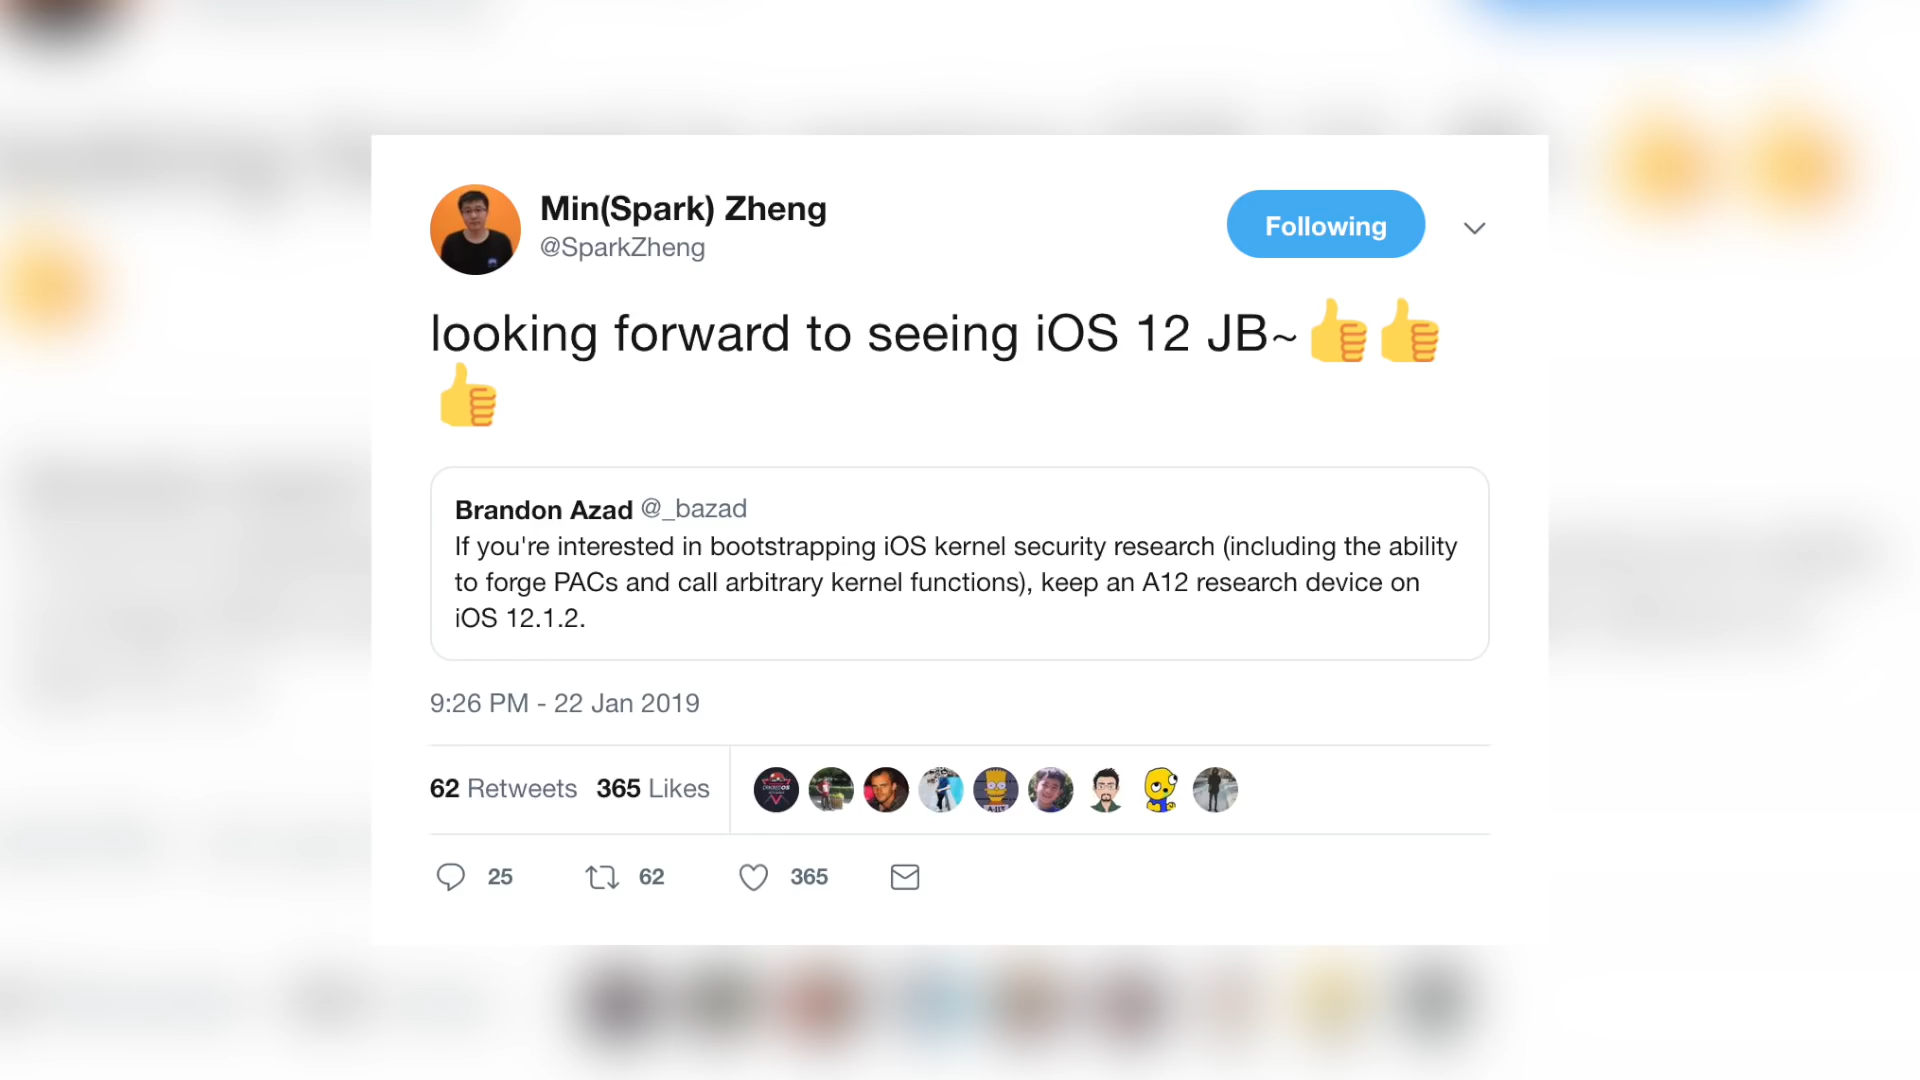 Min(Spark) Zheng
@SparkZheng
Following
looking forward to seeing iOS 12 JB~👍👍
👍
Brandon Azad @_bazad
If you're interested in bootstrapping iOS kernel security research (including the ability
to forge PACs and call arbitrary kernel functions), keep an A12 research device on
iOS 12.1.2.
9:26 PM - 22 Jan 2019
62 Retweets 365 Likes
25 62 365